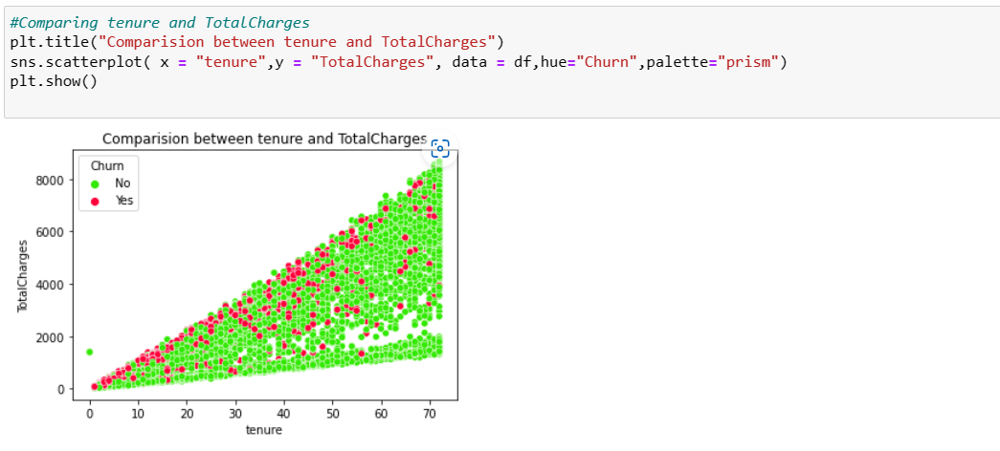 #Comparing tenure and TotalCharges
plt.title("Comparision between tenure and TotalCharges")
sns.scatterplot( x = "tenure",y = "TotalCharges", data = df,hue="Churn",palette="prism")
plt.show()
Comparision between tenure and TotalCharges
Churn
No
Yes
8000
6000
4000
2000
0
TotalCharges
0 10 20 30 40 50 60 70
tenure